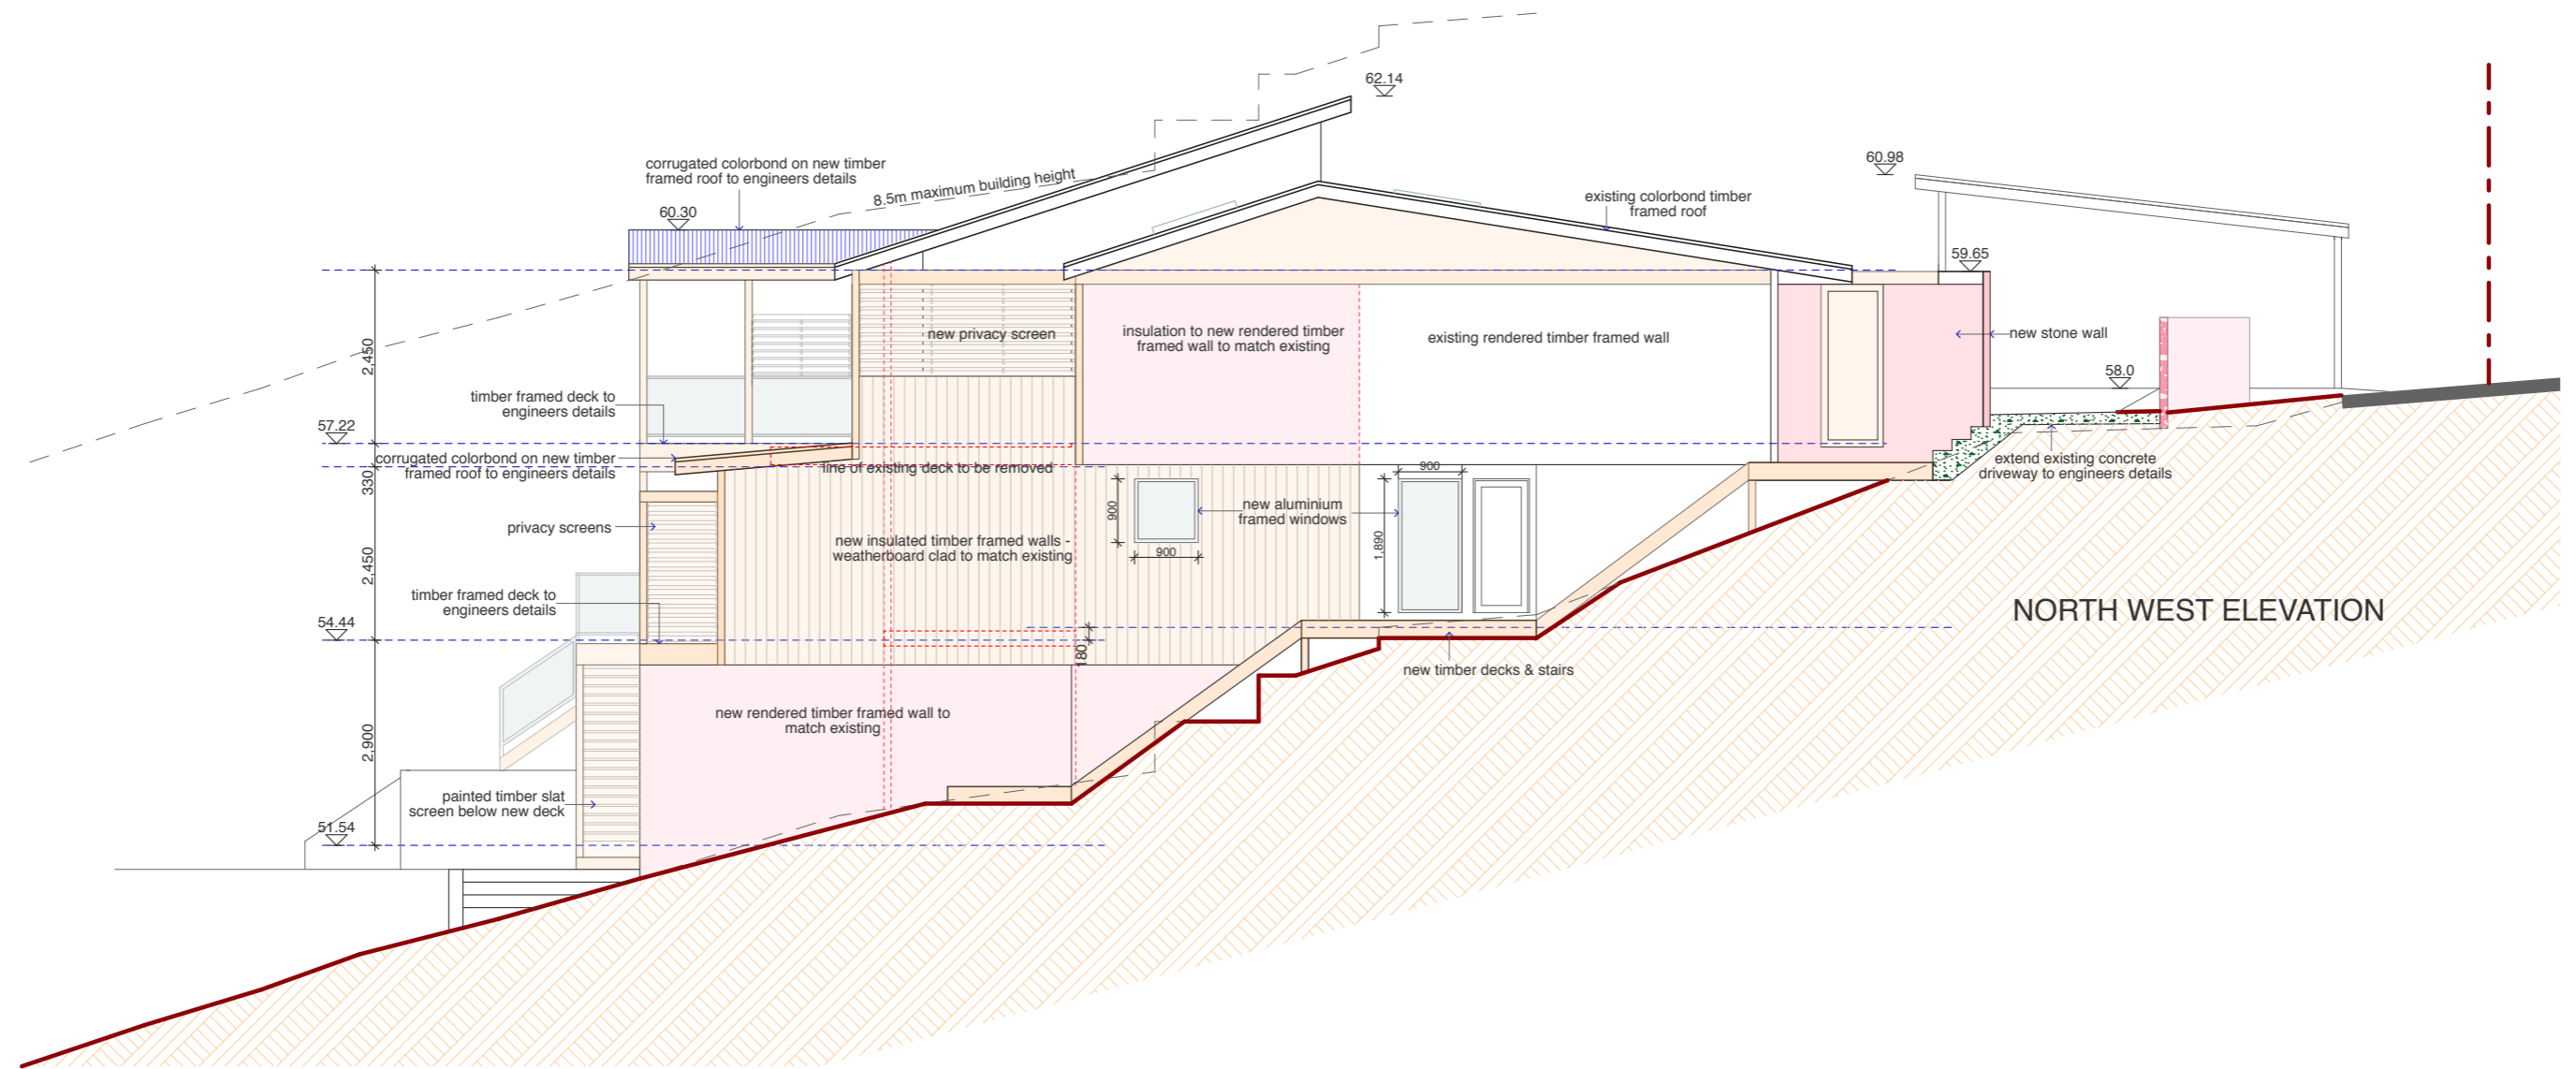 62.14
corrugated colorbond on new timber
framed roof to engineers details
8.5m maximum building height
60.98
60.30
existing colorbond timber
framed roof
59.65
new privacy screen
insulation to new rendered timber
framed wall to match existing
existing rendered timber framed wall
new stone wall
2,450
58.0
timber framed deck to
engineers details
57.22
corrugated colorbond on new timber
framed roof to engineers details
line of existing deck to be removed
330
900
extend existing concrete
driveway to engineers details
privacy screens
900
new aluminium
framed windows
1,890
new insulated timber framed walls -
weatherboard clad to match existing
900
2,450
timber framed deck to
engineers details
NORTH WEST ELEVATION
54.44
180
new timber decks & stairs
new rendered timber framed wall to
match existing
2,900
painted timber slat
screen below new deck
51.54